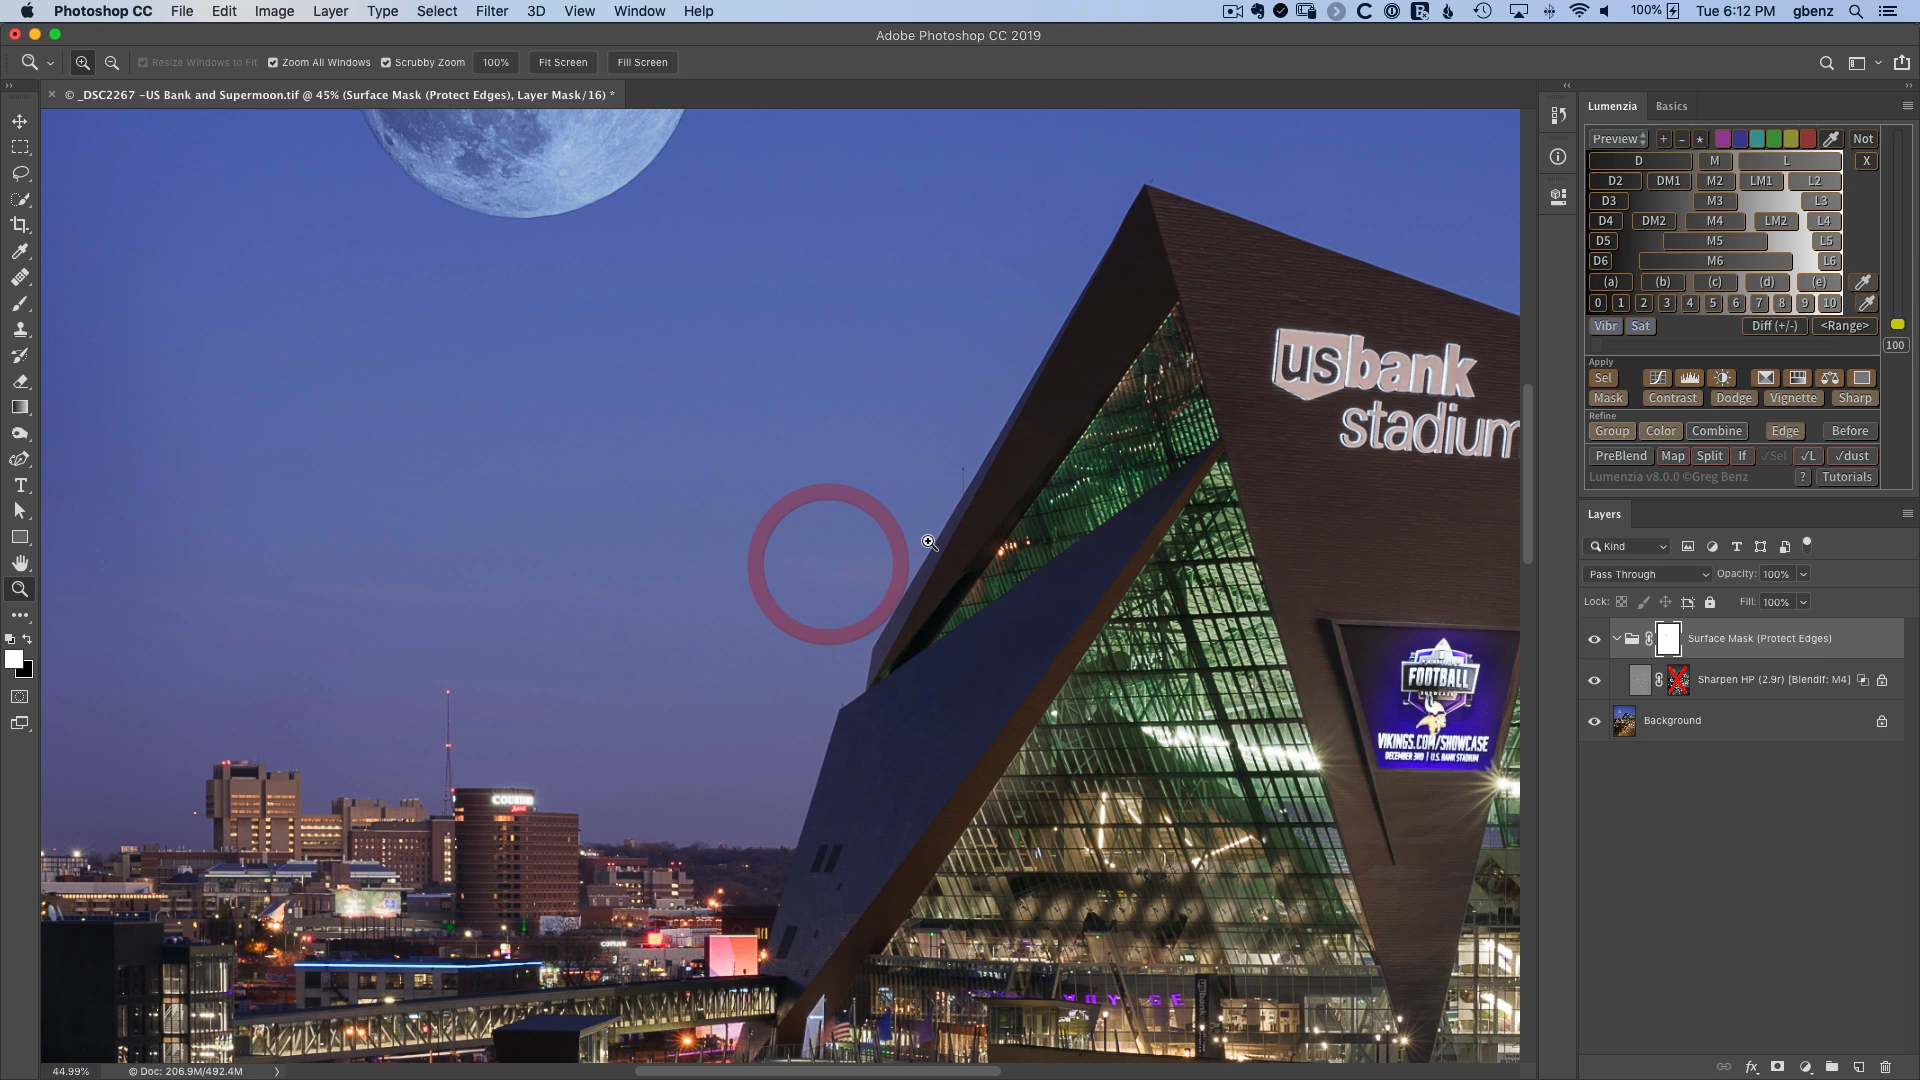 Photoshop CC File Edit Image Layer Type Select Filter 3D View Window Help 100% Tue 6:12 PM gbenz
Adobe Photoshop CC 2019
Resize Windows to Fit Zoom All Windows Scrubby Zoom 100% Fit Screen Fill Screen
× © _DSC2267 -US Bank and Supermoon.tif @ 45% (Surface Mask (Protect Edges), Layer Mask/16) *
Lumenzia Basics
Preview + - ★ Not
D M L X
D2 DM1 M2 LM1 L2
D3 M3 L3
D4 DM2 M4 LM2 L4
D5 M5 L5
D6 M6 L6
(a) (b) (c) (d) (e)
0 1 2 3 4 5 6 7 8 9 10
Vibr Sat Diff (+/-) <Range>
100
Apply
Sel
Mask Contrast Dodge Vignette Sharp
Refine
Group Color Combine Edge Before
PreBlend Map Split If √Sel √L √dust
Lumenzia v8.0.0 ©Greg Benz ? Tutorials
Layers
Kind
Pass Through Opacity: 100%
Lock: Fill: 100%
Surface Mask (Protect Edges)
Sharpen HP (2.9r) [BlendIf: M4]
Background
usbank
stadium
FOOTBALL
VIKINGS.COM/SHOWCASE
DECEMBER 3RD | U.S. BANK STADIUM
COURTYARD
VOYAGE
usbank
44.99% © Doc: 206.9M/492.4M